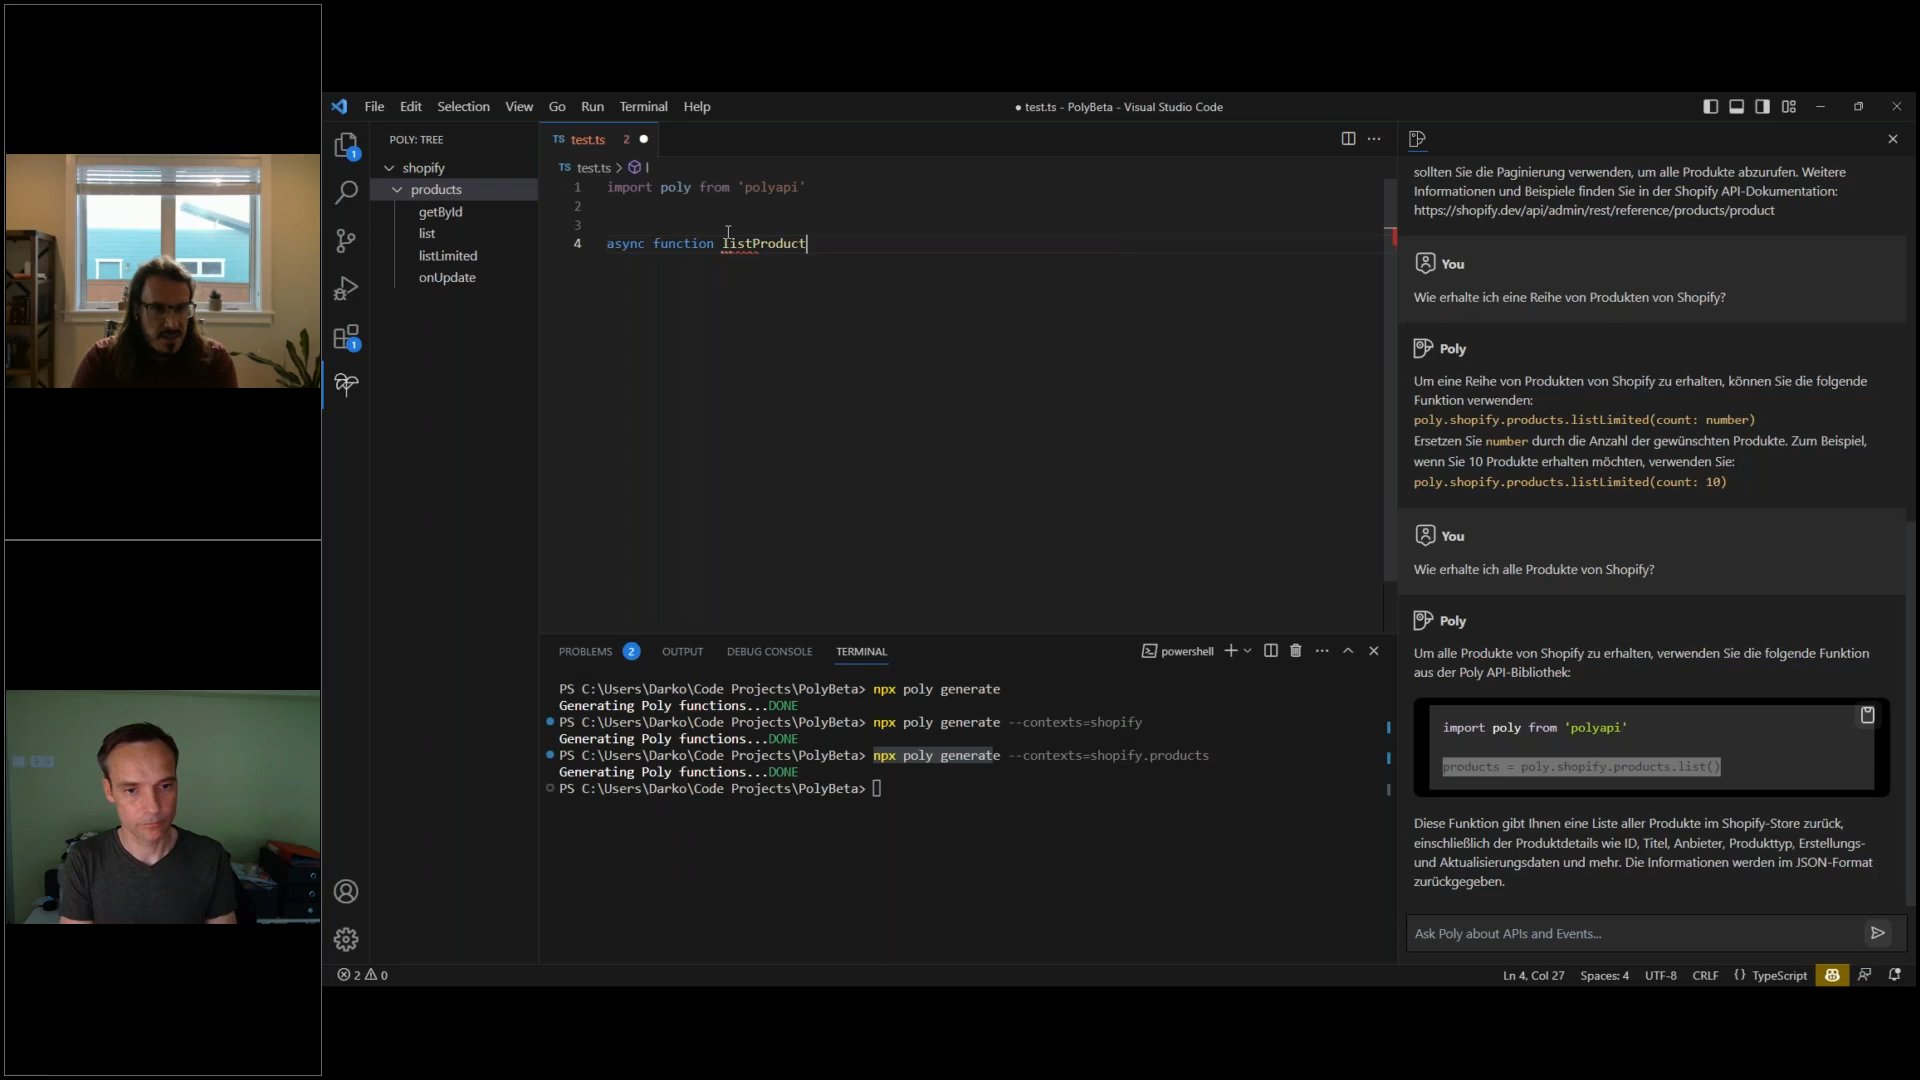 File Edit Selection View Go Run Terminal Help
● test.ts - PolyBeta - Visual Studio Code
POLY: TREE
shopify
products
getById
list
listLimited
onUpdate
TS test.ts 2 ●
TS test.ts >
1 import poly from 'polyapi'
2
3
4 async function listProduct
PROBLEMS 2 OUTPUT DEBUG CONSOLE TERMINAL
powershell
PS C:\Users\Darko\Code Projects\PolyBeta> npx poly generate
Generating Poly functions...DONE
PS C:\Users\Darko\Code Projects\PolyBeta> npx poly generate --contexts=shopify
Generating Poly functions...DONE
PS C:\Users\Darko\Code Projects\PolyBeta> npx poly generate --contexts=shopify.products
Generating Poly functions...DONE
PS C:\Users\Darko\Code Projects\PolyBeta>
sollten Sie die Paginierung verwenden, um alle Produkte abzurufen. Weitere
Informationen und Beispiele finden Sie in der Shopify API-Dokumentation:
https://shopify.dev/api/admin/rest/reference/products/product
You
Wie erhalte ich eine Reihe von Produkten von Shopify?
Poly
Um eine Reihe von Produkten von Shopify zu erhalten, können Sie die folgende
Funktion verwenden:
poly.shopify.products.listLimited(count: number)
Ersetzen Sie number durch die Anzahl der gewünschten Produkte. Zum Beispiel,
wenn Sie 10 Produkte erhalten möchten, verwenden Sie:
poly.shopify.products.listLimited(count: 10)
You
Wie erhalte ich alle Produkte von Shopify?
Poly
Um alle Produkte von Shopify zu erhalten, verwenden Sie die folgende Funktion
aus der Poly API-Bibliothek:
import poly from 'polyapi'
products = poly.shopify.products.list()
Diese Funktion gibt Ihnen eine Liste aller Produkte im Shopify-Store zurück,
einschließlich der Produktdetails wie ID, Titel, Anbieter, Produkttyp, Erstellungs-
und Aktualisierungsdaten und mehr. Die Informationen werden im JSON-Format
zurückgegeben.
Ask Poly about APIs and Events...
1
1
2 0
Ln 4, Col 27 Spaces: 4 UTF-8 CRLF {} TypeScript